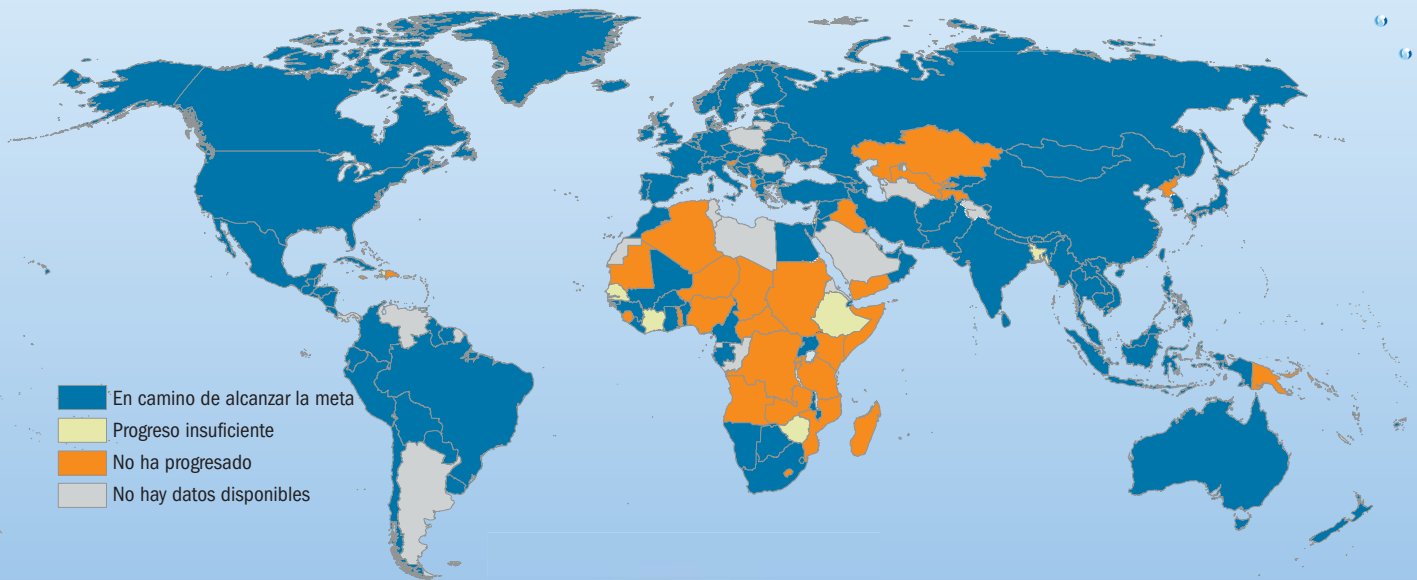 En camino de alcanzar la meta
Progreso insuficiente
No ha progresado
No hay datos disponibles